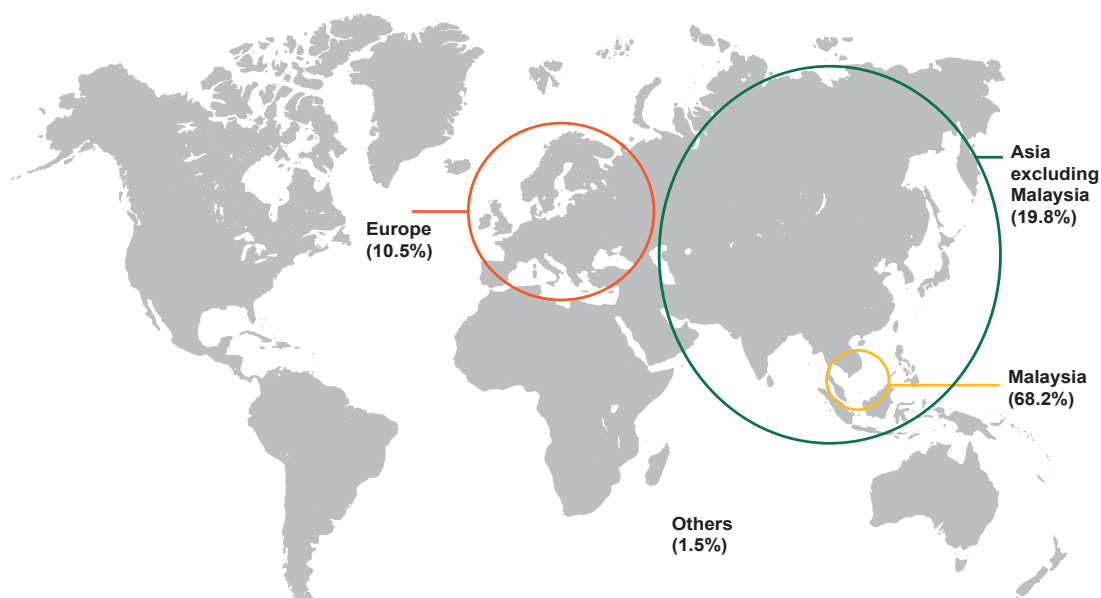 Asia
excluding
Malaysia
(19.8%)
Europe
(10.5%)
Malaysia
(68.2%)
Others
(1.5%)